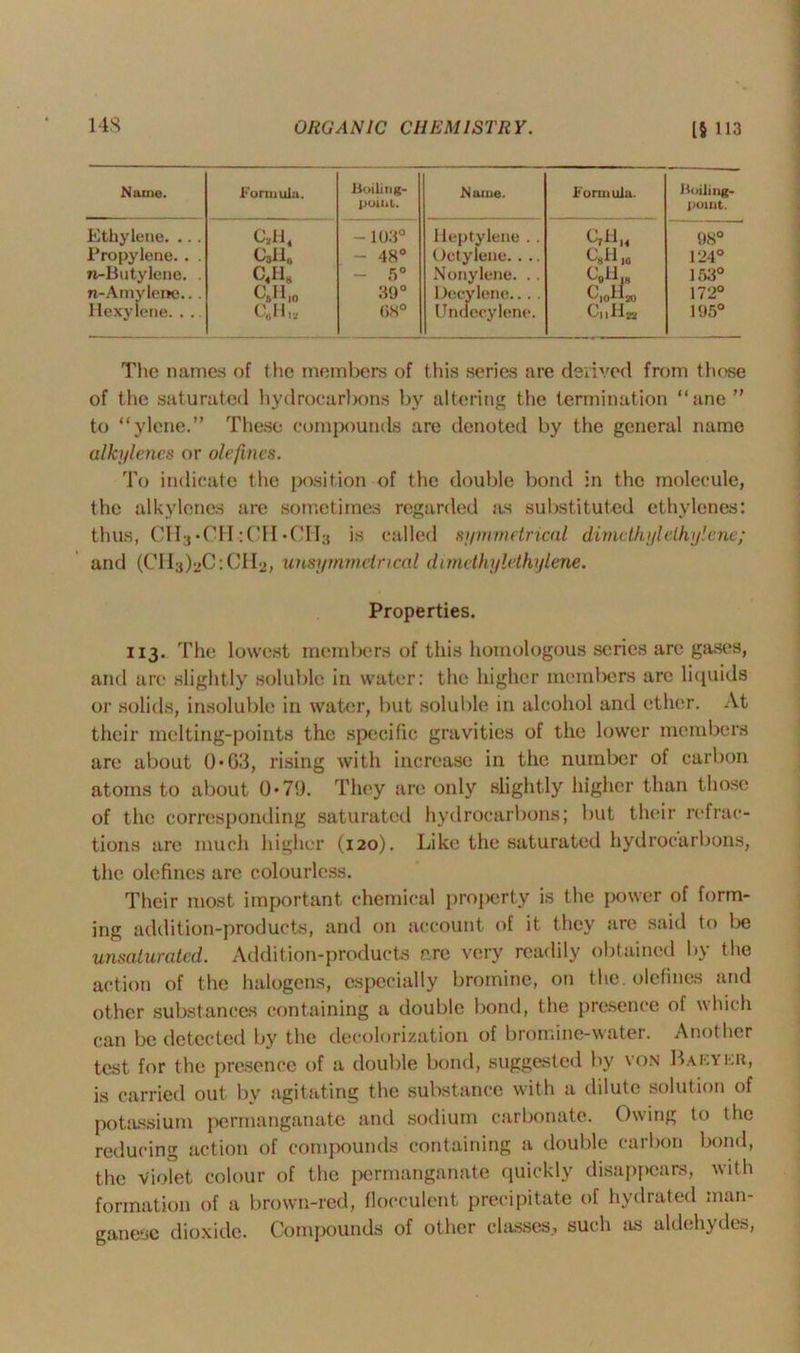 148 ORGANIC CHEMISTRY. [§ 113
Name. Formula. Boiling-point. Name. Formula. Boiling-point.
Ethylene. ... C₂H₄ -103° Heptylene .. C₇H₁₄ 98°
Propylene. .. C₃H₆ - 48° Octylene. ... C₈H₁₆ 124°
n-Butylene. . C₄H₈ - 5° Nonylene. .. C₉H₁₈ 153°
n-Amylene.. . C₅H₁₀ 39° Decylene.. .. C₁₀H₂₀ 172°
Hexylene. ... C₆H₁₂ 68° Undecylene. C₁₁H₂₂ 195°
The names of the members of this series are derived from those
of the saturated hydrocarbons by altering the termination “ane”
to “ylene.” These compounds are denoted by the general name
alkylenes or olefines.
To indicate the position of the double bond in the molecule,
the alkylenes are sometimes regarded as substituted ethylenes:
thus, CH₃·CH:CH·CH₃ is called symmetrical dimethylethylene;
and (CH₃)₂C:CH₂, unsymmetrical dimethylethylene.
Properties.
113. The lowest members of this homologous series are gases,
and are slightly soluble in water: the higher members are liquids
or solids, insoluble in water, but soluble in alcohol and ether. At
their melting-points the specific gravities of the lower members
are about 0·63, rising with increase in the number of carbon
atoms to about 0·79. They are only slightly higher than those
of the corresponding saturated hydrocarbons; but their refrac-
tions are much higher (120). Like the saturated hydrocarbons,
the olefines are colourless.
Their most important chemical property is the power of form-
ing addition-products, and on account of it they are said to be
unsaturated. Addition-products are very readily obtained by the
action of the halogens, especially bromine, on the olefines and
other substances containing a double bond, the presence of which
can be detected by the decolorization of bromine-water. Another
test for the presence of a double bond, suggested by VON BAEYER,
is carried out by agitating the substance with a dilute solution of
potassium permanganate and sodium carbonate. Owing to the
reducing action of compounds containing a double carbon bond,
the violet colour of the permanganate quickly disappears, with
formation of a brown-red, flocculent precipitate of hydrated man-
ganese dioxide. Compounds of other classes, such as aldehydes,